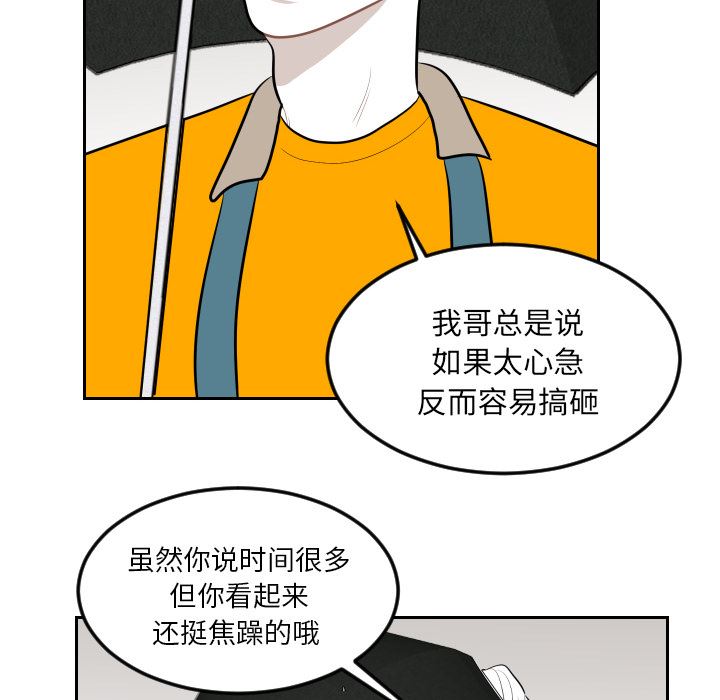 我哥总是说
如果太心急
反而容易搞砸
虽然你说时间很多
但你看起来
还挺焦躁的哦